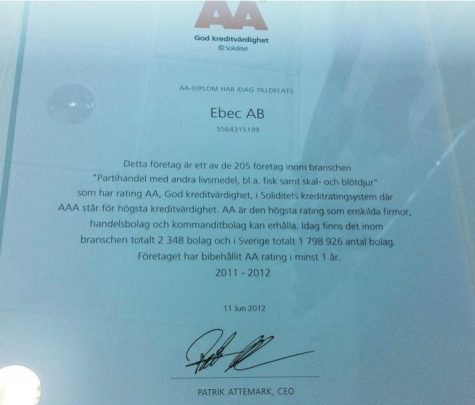 AA
God kreditvärdighet
© Soliditet
AA-DIPLOM HAR IDAG TILLDELATS
Ebec AB
5564315199
Detta företag är ett av de 205 företag inom branschen
"Partihandel med andra livsmedel, bl.a. fisk samt skal- och blötdjur"
som har rating AA, God kreditvärdighet, i Soliditets kreditratingsystem där
AAA står för högsta kreditvärdighet. AA är den högsta rating som enskilda firmor,
handelsbolag och kommanditbolag kan erhålla. Idag finns det inom
branschen totalt 2 348 bolag och i Sverige totalt 1 798 926 antal bolag.
Företaget har bibehållit AA rating i minst 1 år.
2011 - 2012
11 Jun 2012
PATRIK ATTEMARK, CEO